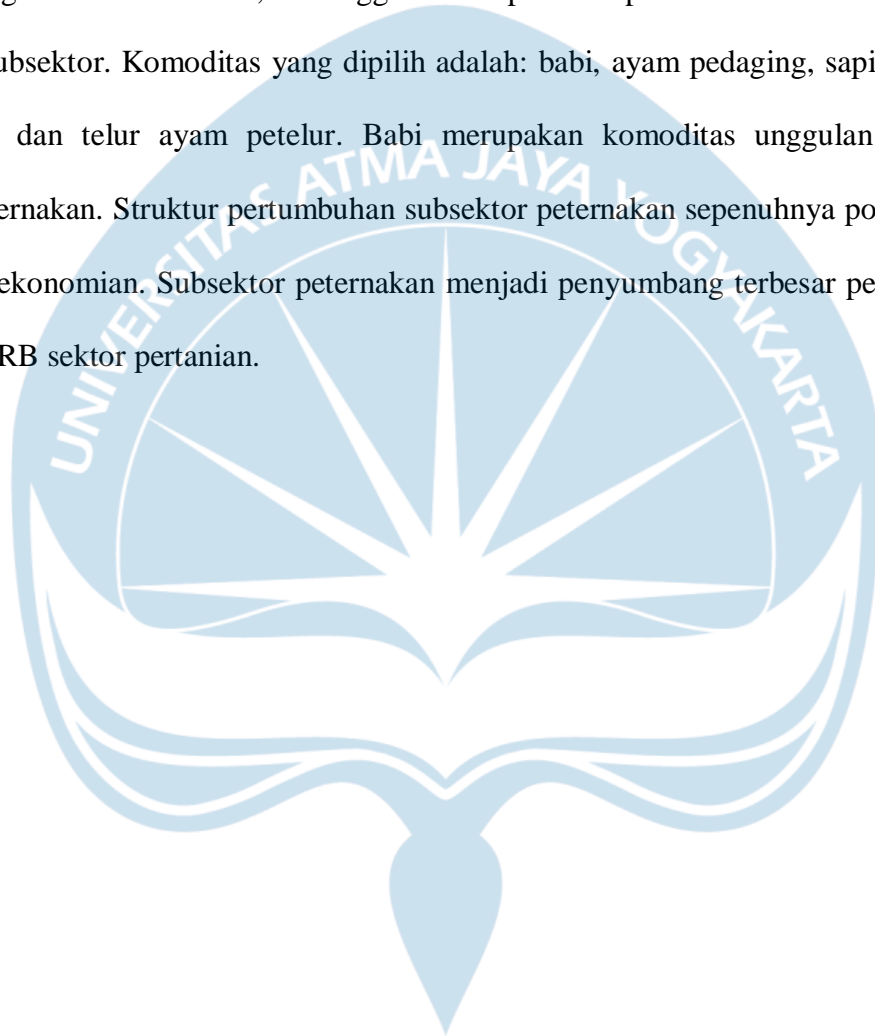 ubsektor. Komoditas yang dipilih adalah: babi, ayam pedaging, sapi
dan telur ayam petelur. Babi merupakan komoditas unggulan
ernakan. Struktur pertumbuhan subsektor peternakan sepenuhnya po
ekonomian. Subsektor peternakan menjadi penyumbang terbesar pe
RB sektor pertanian.
UNIVERSITAS ATMA JAYA YOGYAKARTA